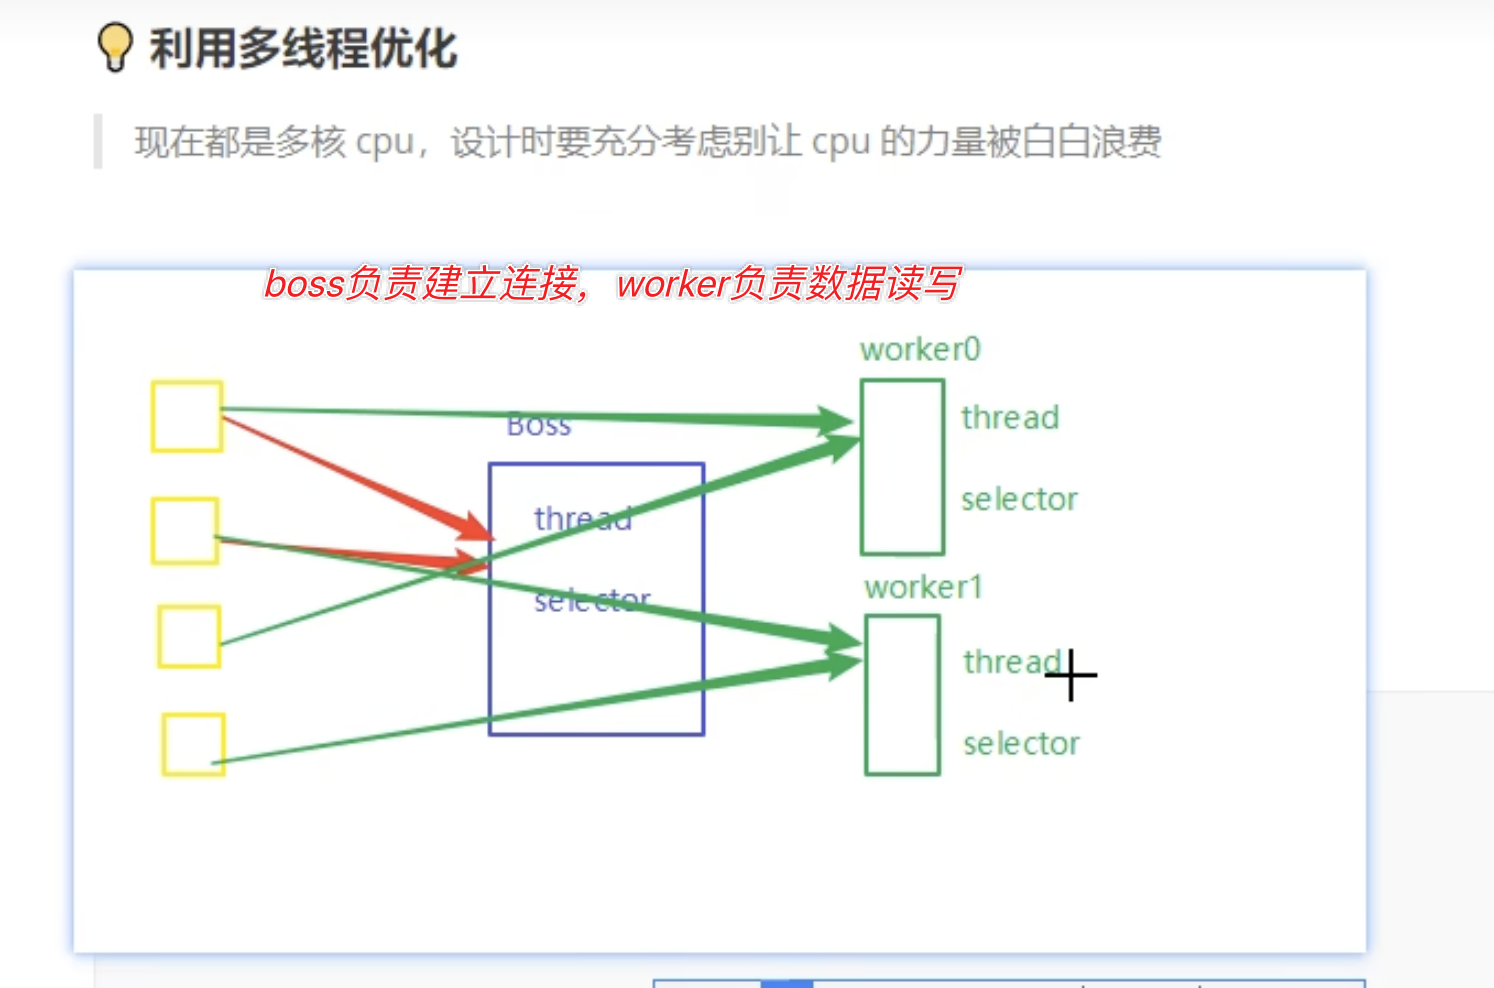 利用多线程优化
现在都是多核 cpu，设计时要充分考虑别让 cpu 的力量被白白浪费
boss负责建立连接，worker负责数据读写
worker0
thread
selector
Boss
thread
selector
worker1
thread
selector